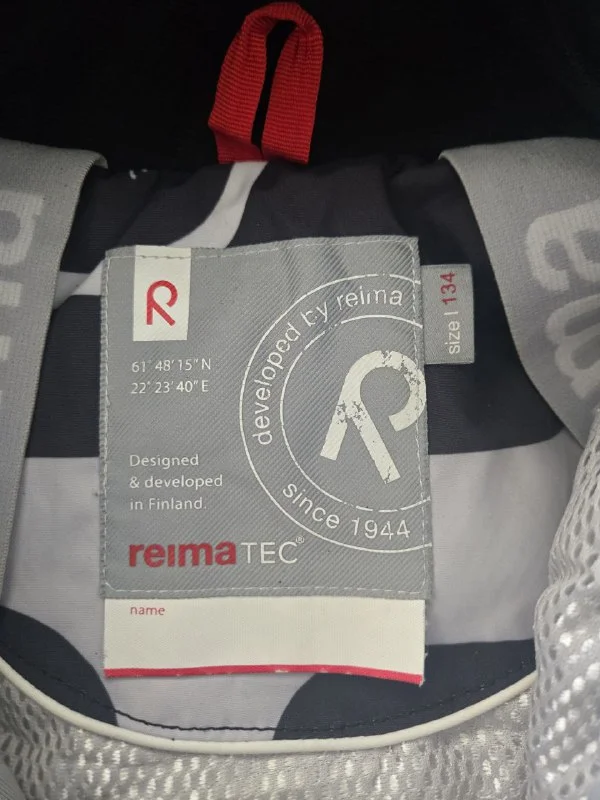 developed by reima
since 1944
size | 134
61° 48' 15" N
22° 23' 40" E
Designed
& developed
in Finland.
reimaTEC®
name